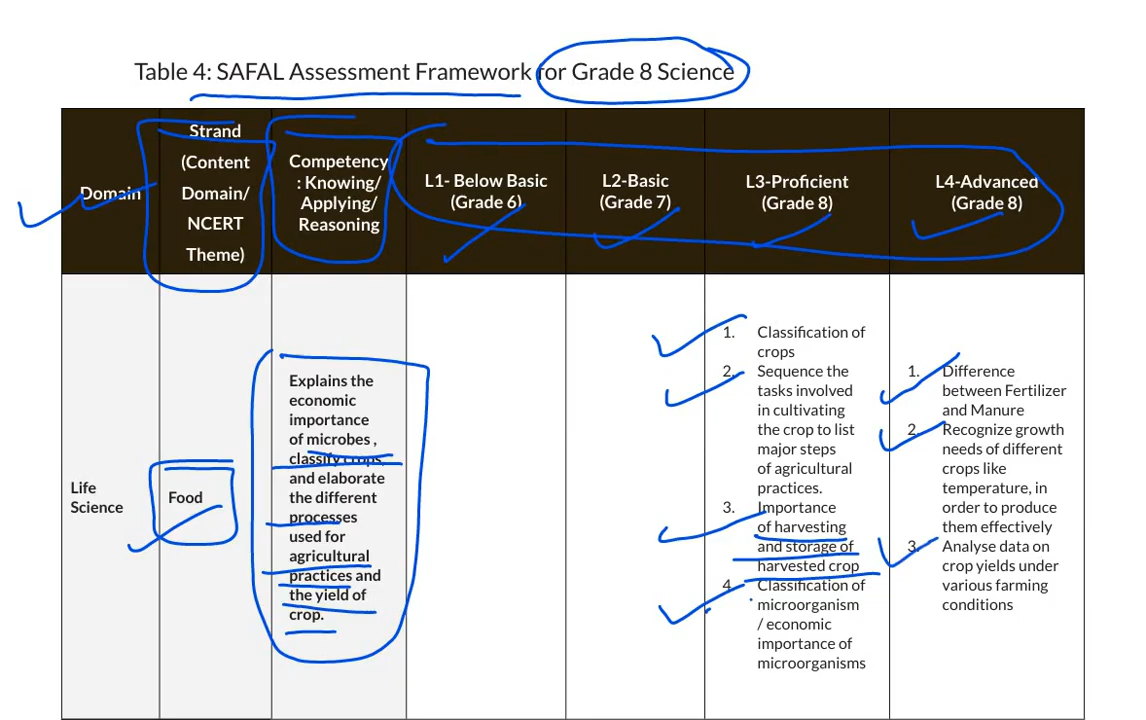 Table 4: SAFAL Assessment Framework for Grade 8 Science
Domain
Strand
(Content
Domain/
NCERT
Theme)
Competency
: Knowing/
Applying/
Reasoning
L1- Below Basic
(Grade 6)
L2-Basic
(Grade 7)
L3-Proficient
(Grade 8)
L4-Advanced
(Grade 8)
Life
Science
Food
Explains the
economic
importance
of microbes ,
classify crops
and elaborate
the different
processes
used for
agricultural
practices and
the yield of
crop.
1. Classification of
crops
2. Sequence the
tasks involved
in cultivating
the crop to list
major steps
of agricultural
practices.
3. Importance
of harvesting
and storage of
harvested crop
4. Classification of
microorganism
/ economic
importance of
microorganisms
1. Difference
between Fertilizer
and Manure
2. Recognize growth
needs of different
crops like
temperature, in
order to produce
them effectively
3. Analyse data on
crop yields under
various farming
conditions